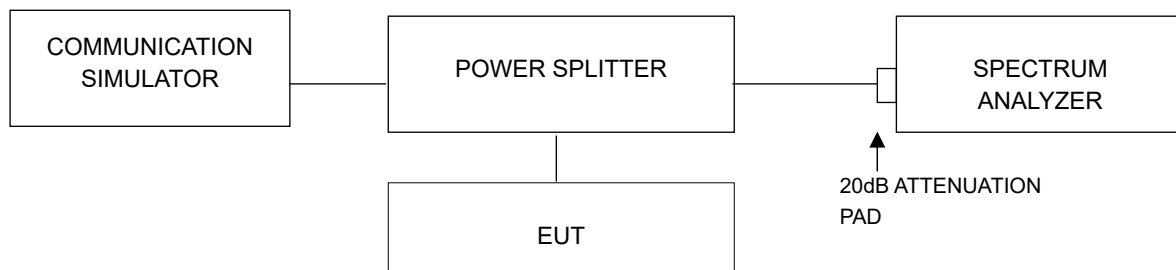 COMMUNICATION
SIMULATOR
POWER SPLITTER
SPECTRUM
ANALYZER
20dB ATTENUATION
PAD
EUT